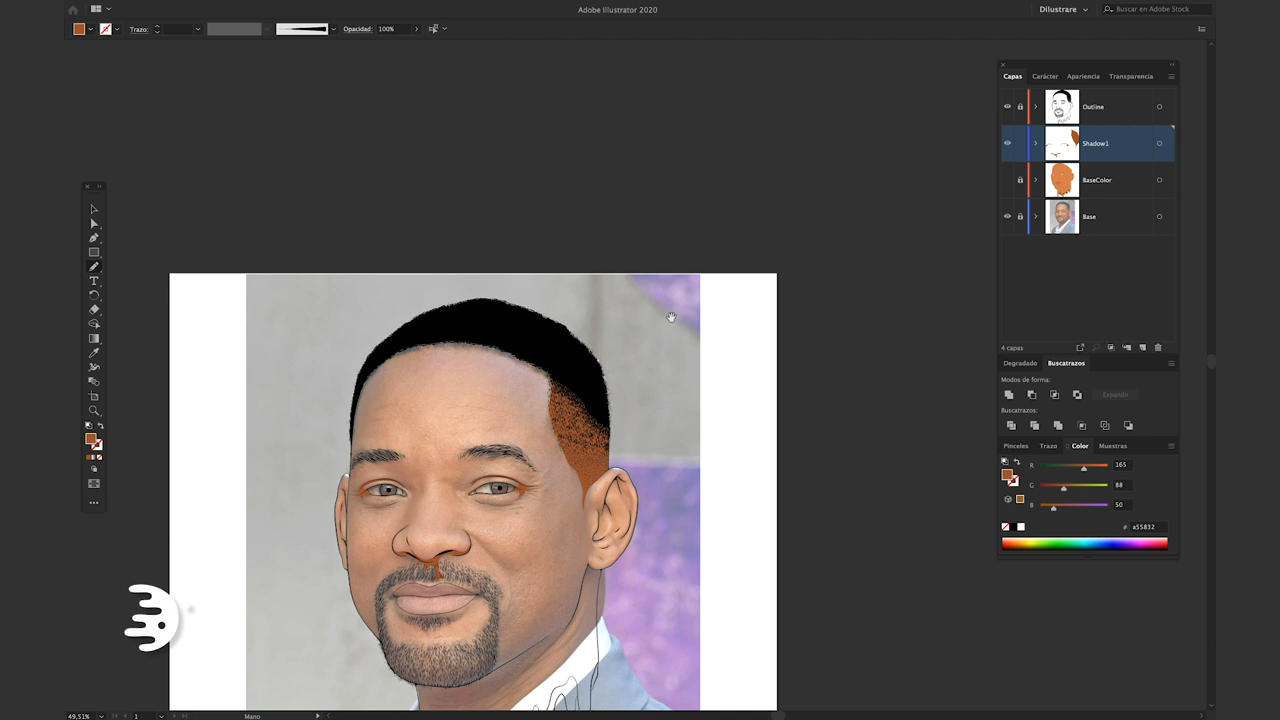 Adobe Illustrator 2020
Dilustrare
Buscar en Adobe Stock
Trazo:
Opacidad: 100%
Capas Carácter Apariencia Transparencia
Outline
Shadow1
BaseColor
Base
4 capas
Degradado Buscatrazos
Modos de forma:
Expandir
Buscatrazos:
Pinceles Trazo Color Muestras
R 165
G 88
B 50
# a55832
49,51% 1 Mano